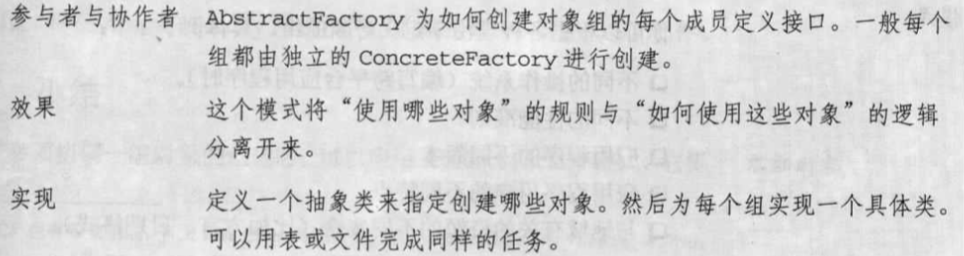 参与者与协作者 AbstractFactory 为如何创建对象组的每个成员定义接口。一般每个
组都由独立的 ConcreteFactory 进行创建。
效果 这个模式将“使用哪些对象”的规则与“如何使用这些对象”的逻辑
分离开来。
实现 定义一个抽象类来指定创建哪些对象。然后为每个组实现一个具体类。
可以用表或文件完成同样的任务。